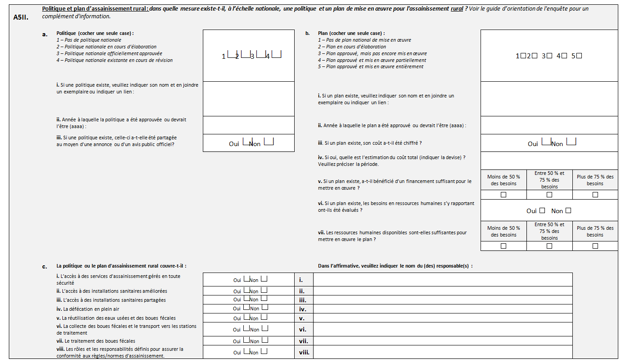 A5II.
Politique et plan d'assainissement rural : dans quelle mesure existe-t-il, à l'échelle nationale, une politique et un plan de mise en œuvre pour l'assainissement rural ? Voir le guide d'orientation de l'enquête pour un
complément d'information.
a. Politique (cocher une seule case) :
1 – Pas de politique nationale
2 – Politique nationale en cours d'élaboration
3 – Politique nationale officiellement approuvée
4 – Politique nationale existante en cours de révision
1 2 3 4
i. Si une politique existe, veuillez indiquer son nom et en joindre
un exemplaire ou indiquer un lien :
ii. Année à laquelle la politique a été approuvée ou devrait
l'être (aaaa) :
iii. Si une politique existe, celle-ci a-t-elle été partagée
au moyen d'une annonce ou d'un avis public officiel?
Oui Non
b. Plan (cocher une seule case) :
1 – Pas de plan national de mise en œuvre
2 – Plan en cours d'élaboration
3 – Plan approuvé, mais pas encore mis en œuvre
4 – Plan approuvé et mis en œuvre partiellement
5 – Plan approuvé et mis en œuvre entièrement
1☐2☐ 3☐ 4☐ 5☐
i. Si un plan existe, veuillez indiquer son nom et en joindre un
exemplaire ou indiquer un lien :
ii. Année à laquelle le plan a été approuvé ou devrait l'être (aaaa) :
iii. Si un plan existe, son coût a-t-il été chiffré ?
Oui Non
iv. Si oui, quelle est l'estimation du coût total (indiquer la devise) ?
Veuillez préciser la période.
v. Si un plan existe, a-t-il bénéficié d'un financement suffisant pour le
mettre en œuvre ?
Moins de 50 %
des besoins
Entre 50 % et
75 % des
besoins
Plus de 75 % des
besoins
☐ ☐ ☐
vi. Si un plan existe, les besoins en ressources humaines s'y rapportant
ont-ils été évalués ?
Oui ☐ Non ☐
vii. Les ressources humaines disponibles sont-elles suffisantes pour
mettre en œuvre le plan ?
Moins de 50 %
des besoins
Entre 50 % et
75 % des
besoins
Plus de 75 % des
besoins
☐ ☐ ☐
c. La politique ou le plan d'assainissement rural couvre-t-il :
Dans l'affirmative, veuillez indiquer le nom du (des) responsable(s) :
i. L'accès à des services d'assainissement gérés en toute
sécurité
Oui Non i.
ii. L'accès à des installations sanitaires améliorées
Oui Non ii.
iii. L'accès à des installations sanitaires partagées
Oui Non iii.
iv. La défécation en plein air
Oui Non iv.
v. La réutilisation des eaux usées et des boues fécales
Oui Non v.
vi. La collecte des boues fécales et le transport vers les stations
de traitement
Oui Non vi.
vii. Le traitement des boues fécales
Oui Non vii.
viii. Les rôles et les responsabilités définis pour assurer la
conformité aux règles/normes d'assainissement.
Oui Non viii.